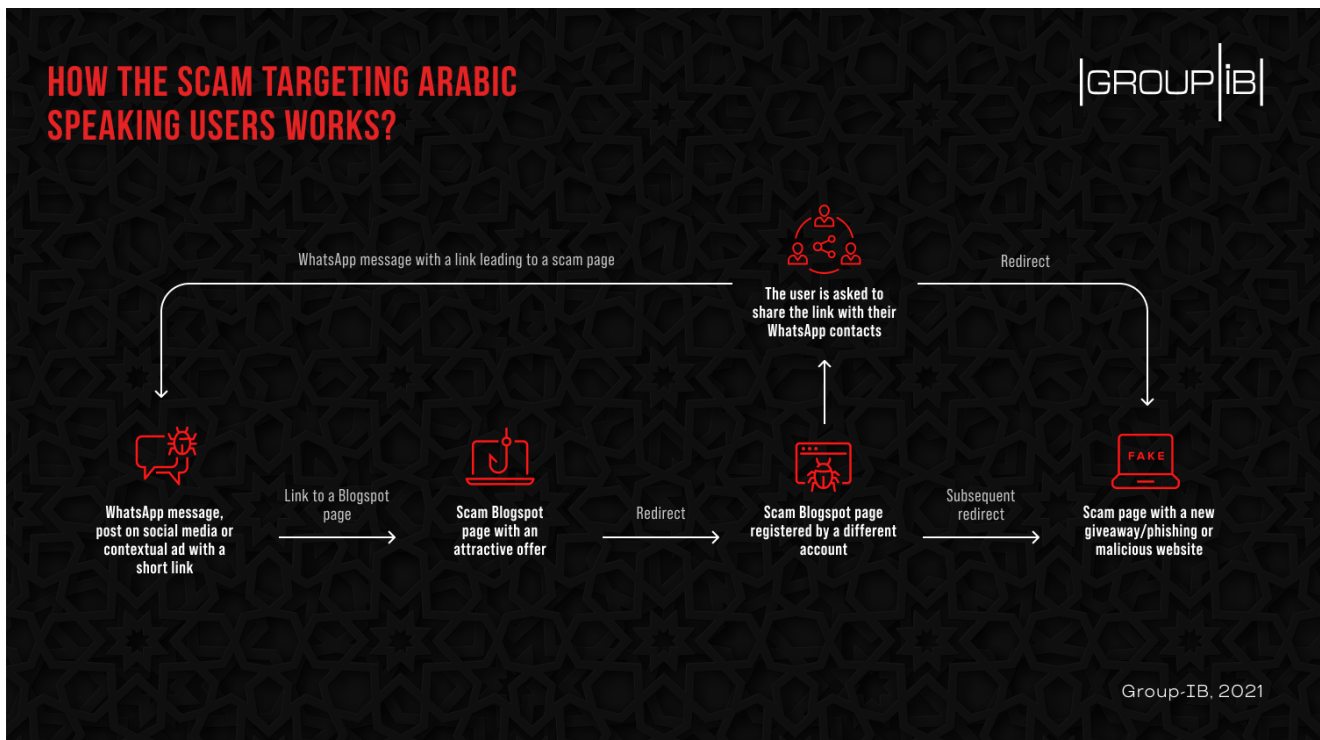 HOW THE SCAM TARGETING ARABIC
SPEAKING USERS WORKS?
GROUP iB
WhatsApp message with a link leading to a scam page
Redirect
The user is asked to
share the link with their
WhatsApp contacts
WhatsApp message,
post on social media or
contextual ad with a
short link
Link to a Blogspot
page
Scam Blogspot
page with an
attractive offer
Redirect
Scam Blogspot page
registered by a different
account
Subsequent
redirect
FAKE
Scam page with a new
giveaway/phishing or
malicious website
Group-IB, 2021